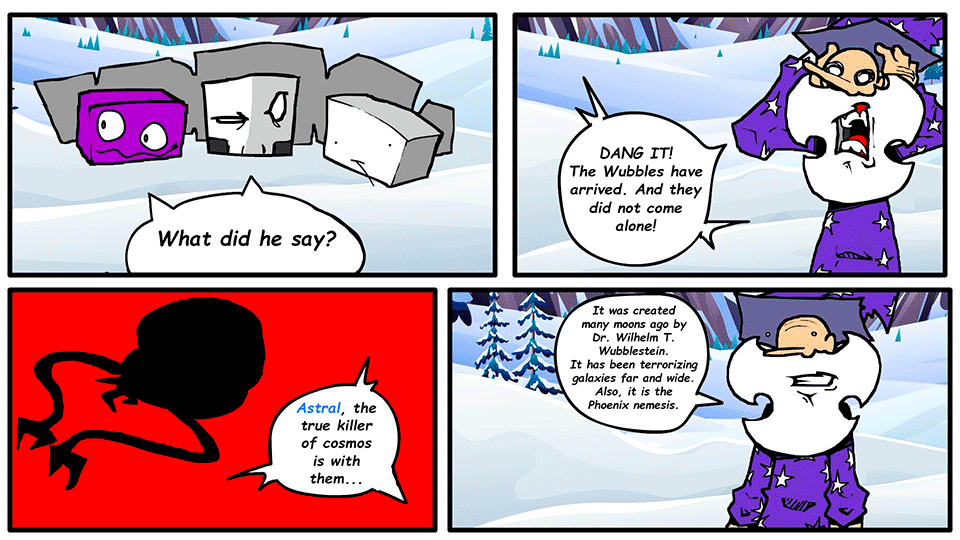 What did he say?
DANG IT!
The Wubbles have
arrived. And they
did not come
alone!
Astral, the
true killer
of cosmos
is with
them...
It was created
many moons ago by
Dr. Wilhelm T.
Wubblestein.
It has been terrorizing
galaxies far and wide.
Also, it is the
Phoenix nemesis.